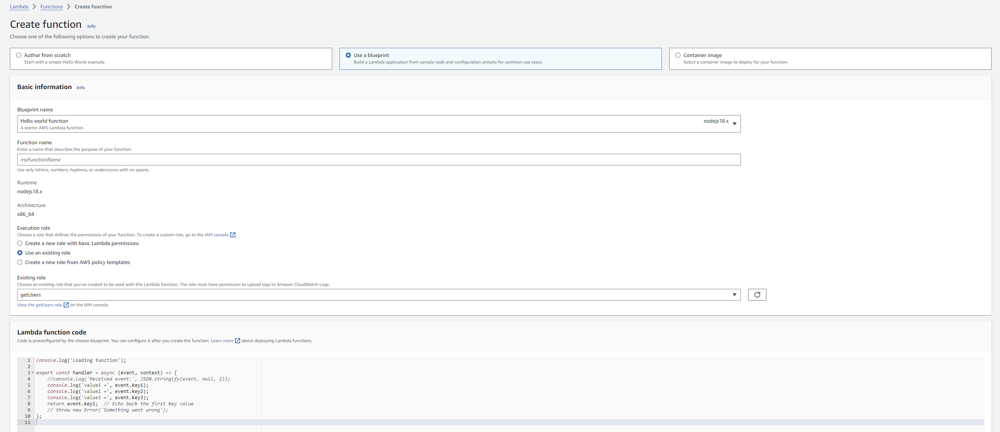 Lambda > Functions > Create function
Create function Info
Choose one of the following options to create your function.
Author from scratch
Start with a simple Hello World example.
Use a blueprint
Build a Lambda application from sample code and configuration presets for common use cases.
Container image
Select a container image to deploy for your function.
Basic information Info
Blueprint name
Hello world function nodejs18.x
A starter AWS Lambda function.
Function name
Enter a name that describes the purpose of your function.
myFunctionName
Use only letters, numbers, hyphens, or underscores with no spaces.
Runtime
nodejs18.x
Architecture
x86_64
Execution role
Choose a role that defines the permissions of your function. To create a custom role, go to the IAM console.
Create a new role with basic Lambda permissions
Use an existing role
Create a new role from AWS policy templates
Existing role
Choose an existing role that you've created to be used with this Lambda function. The role must have permission to upload logs to Amazon CloudWatch Logs.
getUsers
View the getUsers role on the IAM console.
Lambda function code
Code is preconfigured by the chosen blueprint. You can configure it after you create the function. Learn more about deploying Lambda functions.
1 console.log('Loading function');
2
3 export const handler = async (event, context) => {
4 //console.log('Received event:', JSON.stringify(event, null, 2));
5 console.log('value1 =', event.key1);
6 console.log('value2 =', event.key2);
7 console.log('value3 =', event.key3);
8 return event.key1; // Echo back the first key value
9 // throw new Error('Something went wrong');
10 };
11